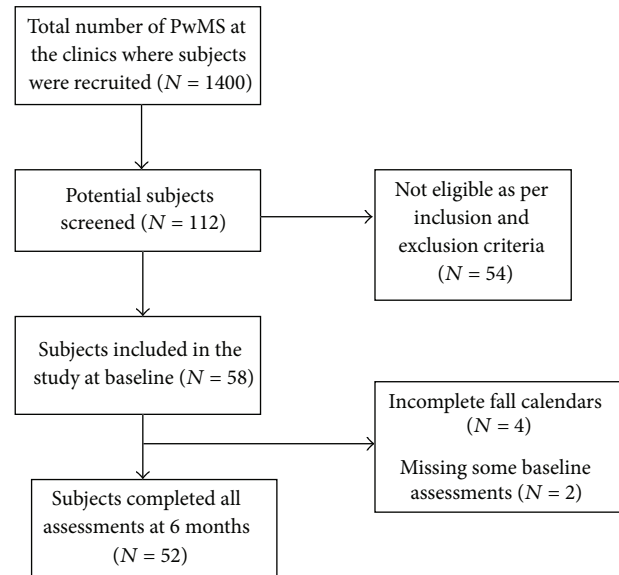 Total number of PwMS at
the clinics where subjects
were recruited (N = 1400)
Potential subjects
screened (N = 112)
Not eligible as per
inclusion and
exclusion criteria
(N = 54)
Subjects included in the
study at baseline (N = 58)
Incomplete fall calendars
(N = 4)
Missing some baseline
assessments (N = 2)
Subjects completed all
assessments at 6 months
(N = 52)